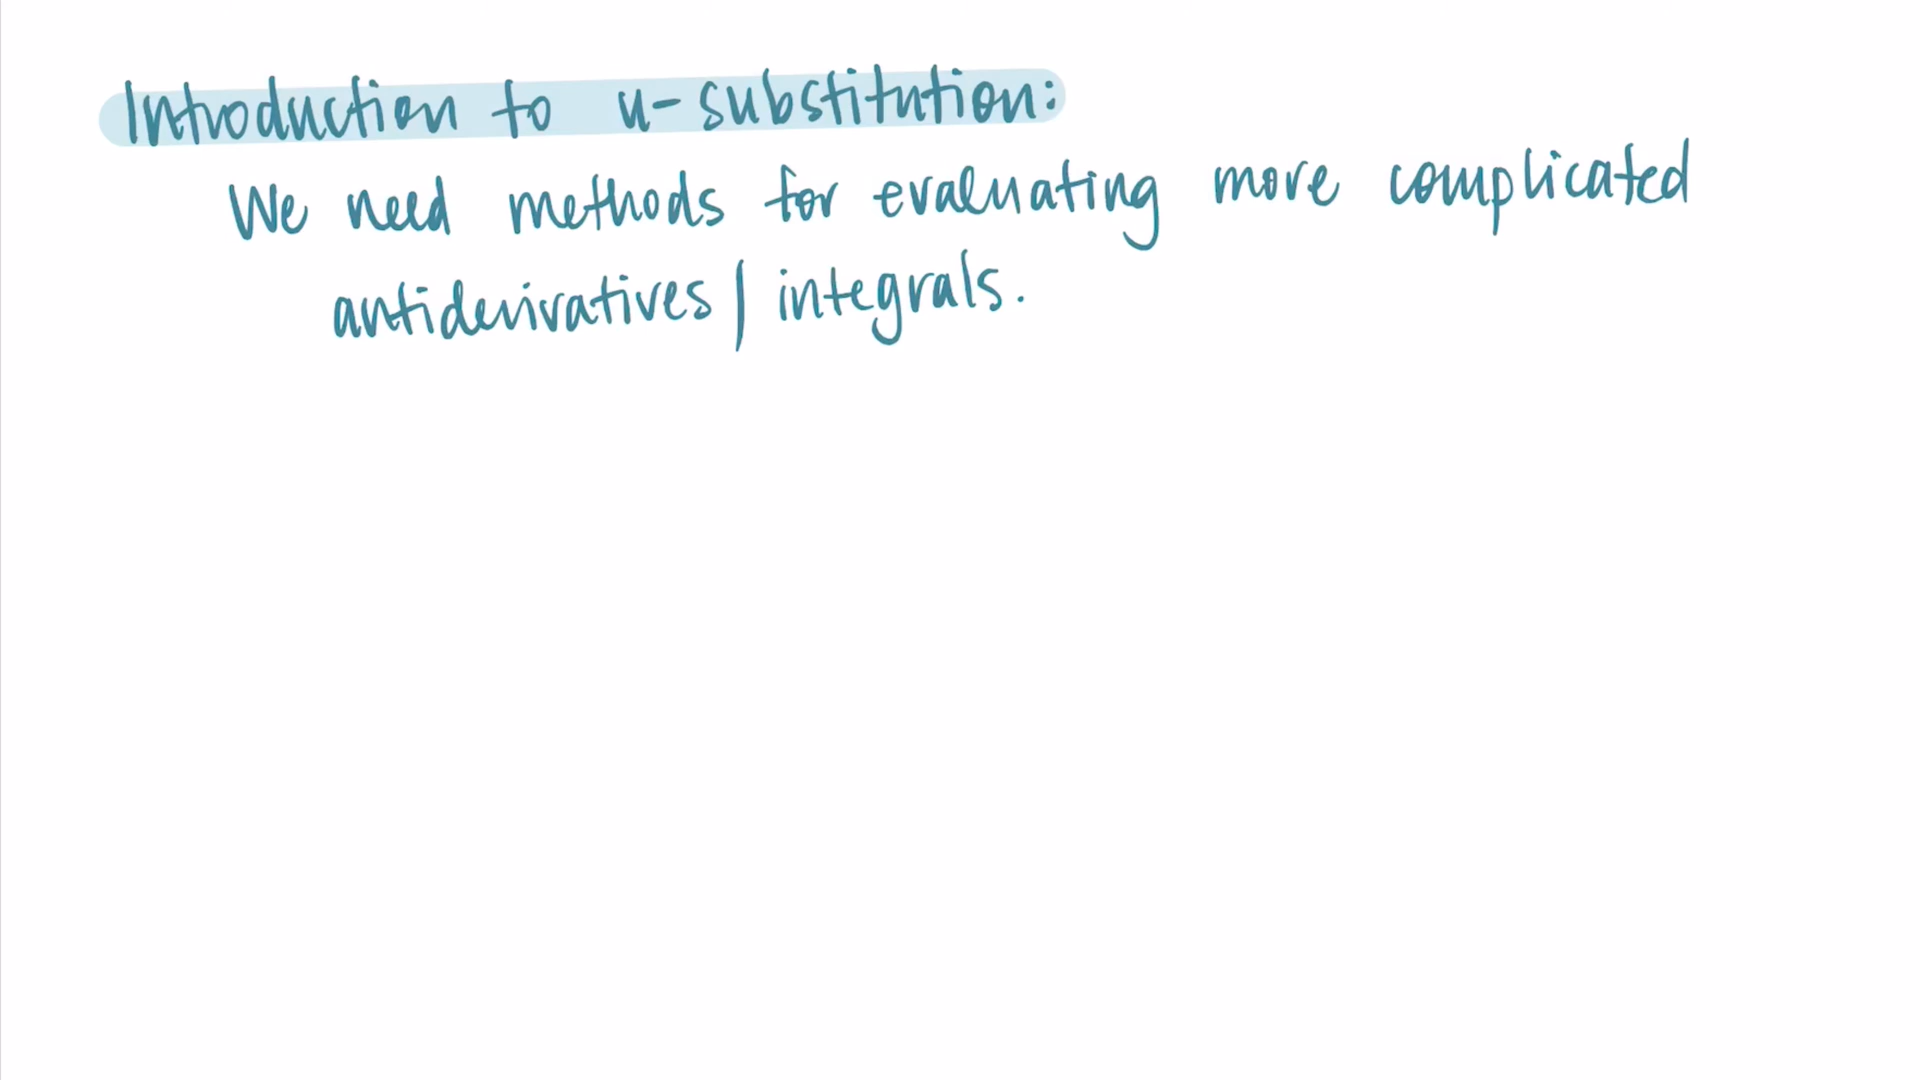 Introduction to u-substitution:
We need methods for evaluating more complicated
antiderivatives/integrals.